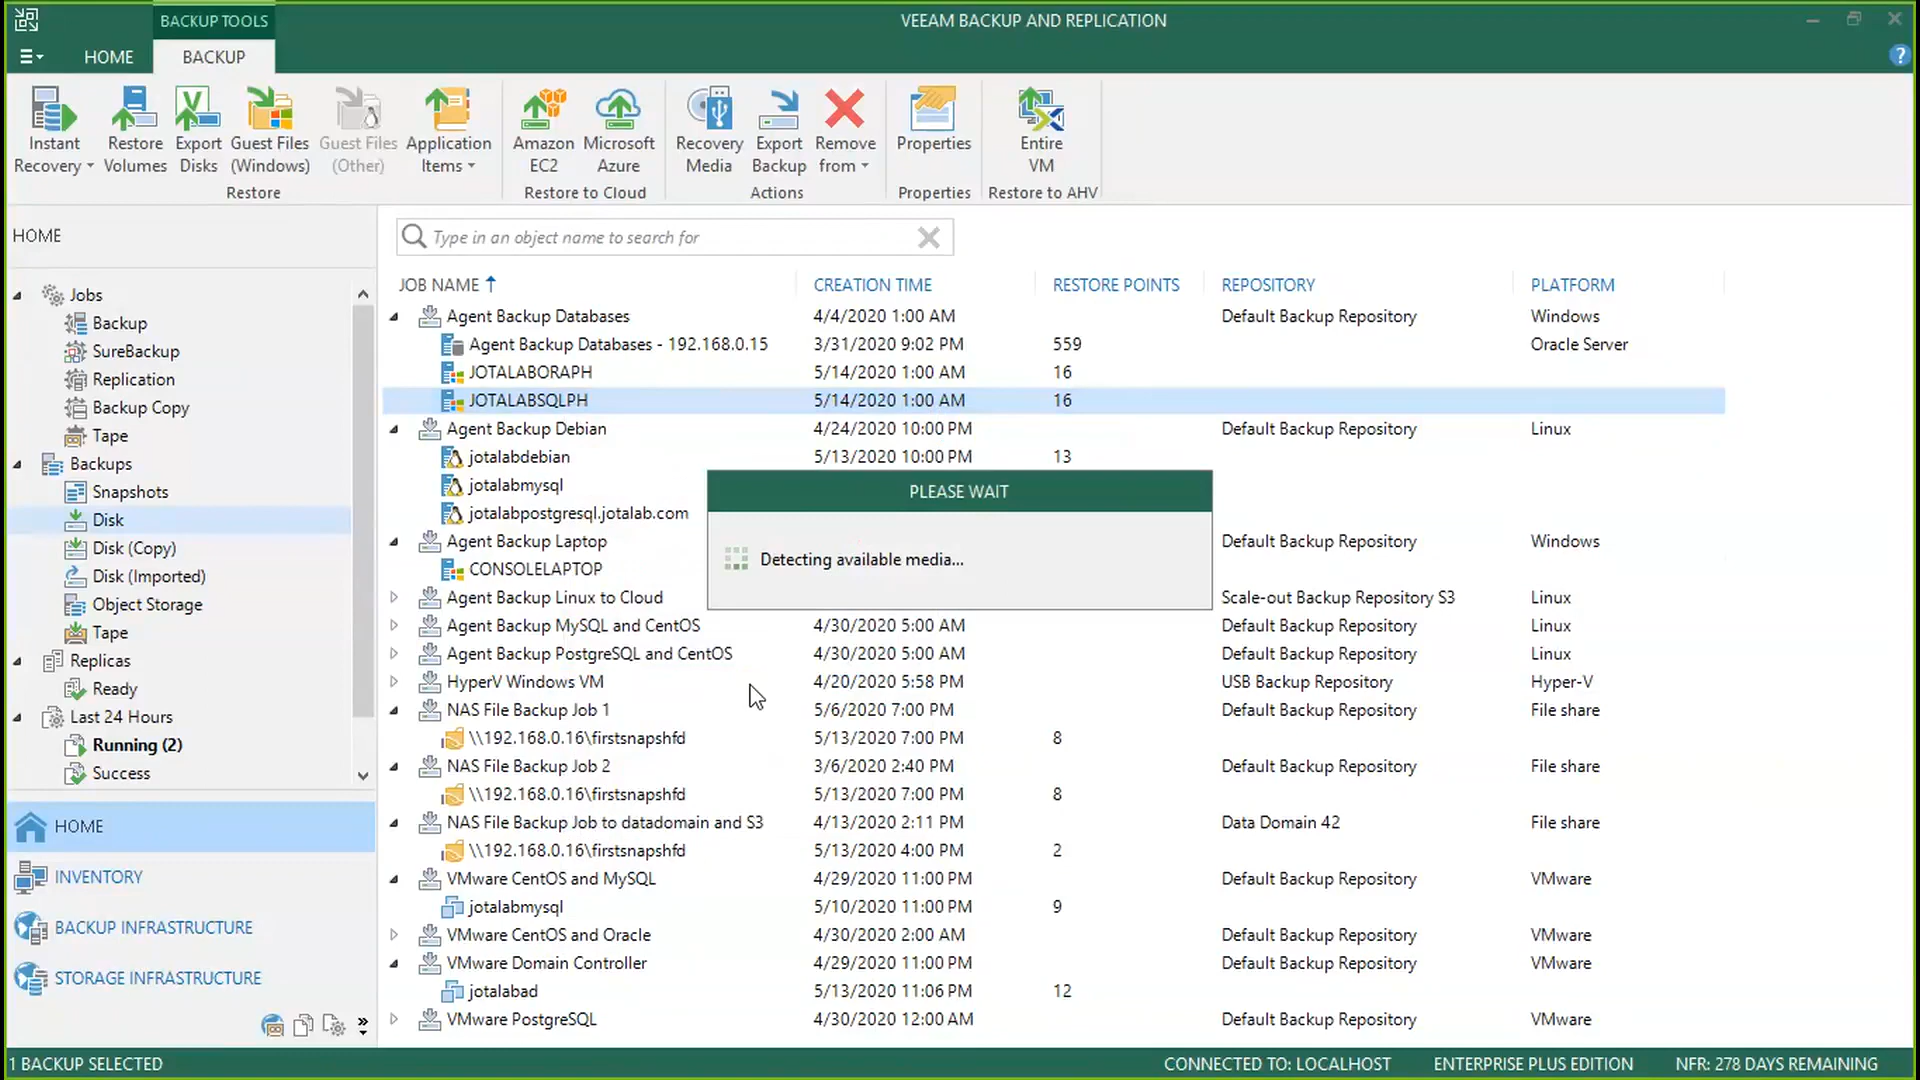 BACKUP TOOLS
VEEAM BACKUP AND REPLICATION
HOME
BACKUP
?
Instant Recovery
Restore Volumes
Export Disks
Guest Files (Windows)
Guest Files (Other)
Application Items
Amazon EC2
Microsoft Azure
Recovery Media
Export Backup
Remove from
Properties
Entire VM
Restore
Restore to Cloud
Actions
Properties
Restore to AHV
HOME
Jobs
Backup
SureBackup
Replication
Backup Copy
Tape
Backups
Snapshots
Disk
Disk (Copy)
Disk (Imported)
Object Storage
Tape
Replicas
Ready
Last 24 Hours
Running (2)
Success
HOME
INVENTORY
BACKUP INFRASTRUCTURE
STORAGE INFRASTRUCTURE
Type in an object name to search for
JOB NAME CREATION TIME RESTORE POINTS REPOSITORY PLATFORM
Agent Backup Databases 4/4/2020 1:00 AM Default Backup Repository Windows
Agent Backup Databases - 192.168.0.15 3/31/2020 9:02 PM 559 Oracle Server
JOTALABORAPH 5/14/2020 1:00 AM 16
JOTALABSQLPH 5/14/2020 1:00 AM 16
Agent Backup Debian 4/24/2020 10:00 PM Default Backup Repository Linux
jotalabdebian 5/13/2020 10:00 PM 13
jotalabmysql
jotalabpostgresql.jotalab.com
Agent Backup Laptop Default Backup Repository Windows
CONSOLELAPTOP
Agent Backup Linux to Cloud Scale-out Backup Repository S3 Linux
Agent Backup MySQL and CentOS 4/30/2020 5:00 AM Default Backup Repository Linux
Agent Backup PostgreSQL and CentOS 4/30/2020 5:00 AM Default Backup Repository Linux
HyperV Windows VM 4/20/2020 5:58 PM USB Backup Repository Hyper-V
NAS File Backup Job 1 5/6/2020 7:00 PM Default Backup Repository File share
\\192.168.0.16\firstsnapshfd 5/13/2020 7:00 PM 8
NAS File Backup Job 2 3/6/2020 2:40 PM Default Backup Repository File share
\\192.168.0.16\firstsnapshfd 5/13/2020 7:00 PM 8
NAS File Backup Job to datadomain and S3 4/13/2020 2:11 PM Data Domain 42 File share
\\192.168.0.16\firstsnapshfd 5/13/2020 4:00 PM 2
VMware CentOS and MySQL 4/29/2020 11:00 PM Default Backup Repository VMware
jotalabmysql 5/10/2020 11:00 PM 9
VMware CentOS and Oracle 4/30/2020 2:00 AM Default Backup Repository VMware
VMware Domain Controller 4/29/2020 11:00 PM Default Backup Repository VMware
jotalabad 5/13/2020 11:06 PM 12
VMware PostgreSQL 4/30/2020 12:00 AM Default Backup Repository VMware
PLEASE WAIT
Detecting available media...
1 BACKUP SELECTED
CONNECTED TO: LOCALHOST
ENTERPRISE PLUS EDITION
NFR: 278 DAYS REMAINING